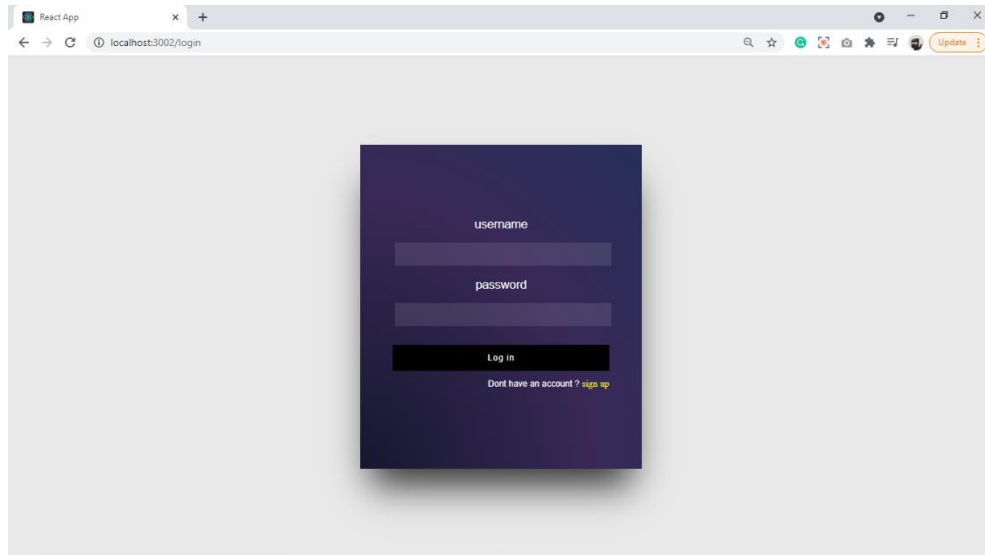 React App
localhost:3002/login
Update
username
password
Log in
Dont have an account ? sign up